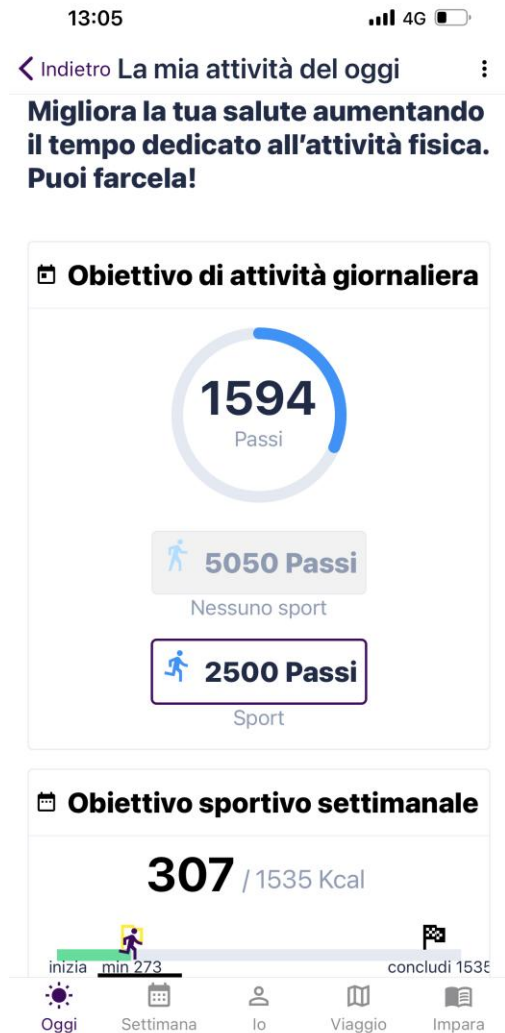 13:05
4G
Indietro La mia attività del oggi
Migliora la tua salute aumentando
il tempo dedicato all'attività fisica.
Puoi farcela!
Obiettivo di attività giornaliera
1594
Passi
5050 Passi
Nessuno sport
2500 Passi
Sport
Obiettivo sportivo settimanale
307 / 1535 Kcal
inizia min 273 concludi 1535
Oggi Settimana Io Viaggio Impara